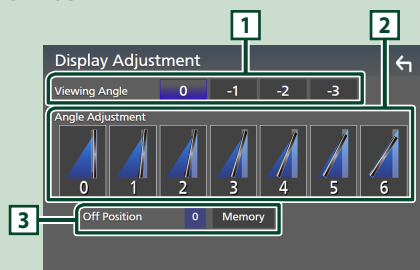 1
2
Display Adjustment
Viewing Angle 0 -1 -2 -3
Angle Adjustment
0 1 2 3 4 5 6
3
Off Position 0 Memory